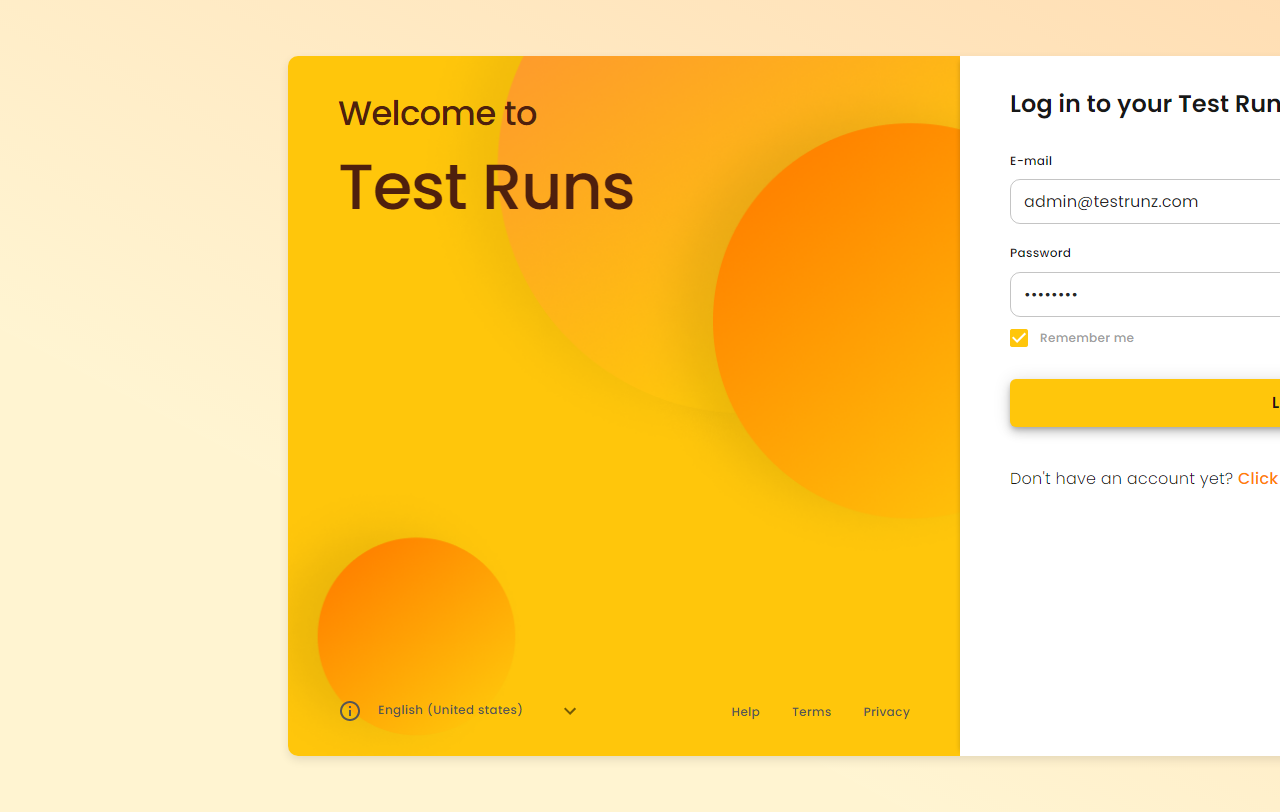 Welcome to
Test Runs
English (United states)
Help Terms Privacy
Log in to your Test Run
E-mail
admin@testrunz.com
Password
••••••••
Remember me
L
Don't have an account yet? Click